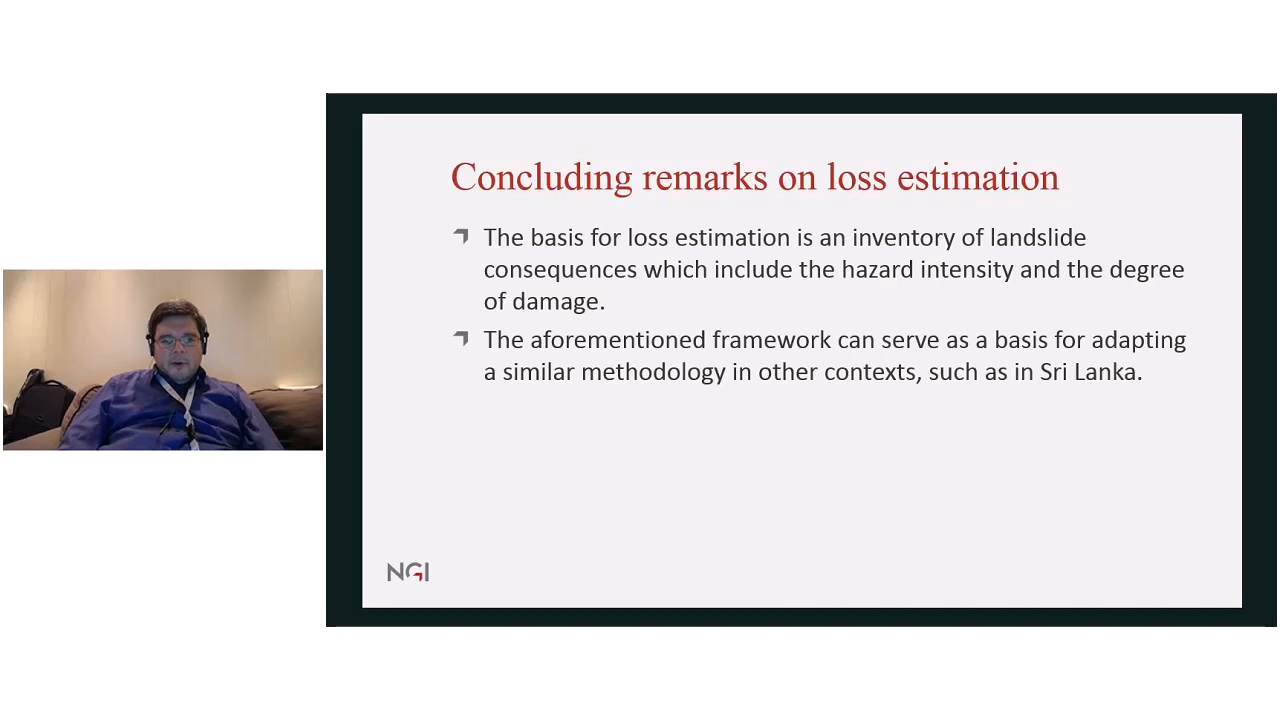 Concluding remarks on loss estimation
The basis for loss estimation is an inventory of landslide
consequences which include the hazard intensity and the degree
of damage.
The aforementioned framework can serve as a basis for adapting
a similar methodology in other contexts, such as in Sri Lanka.
NGI